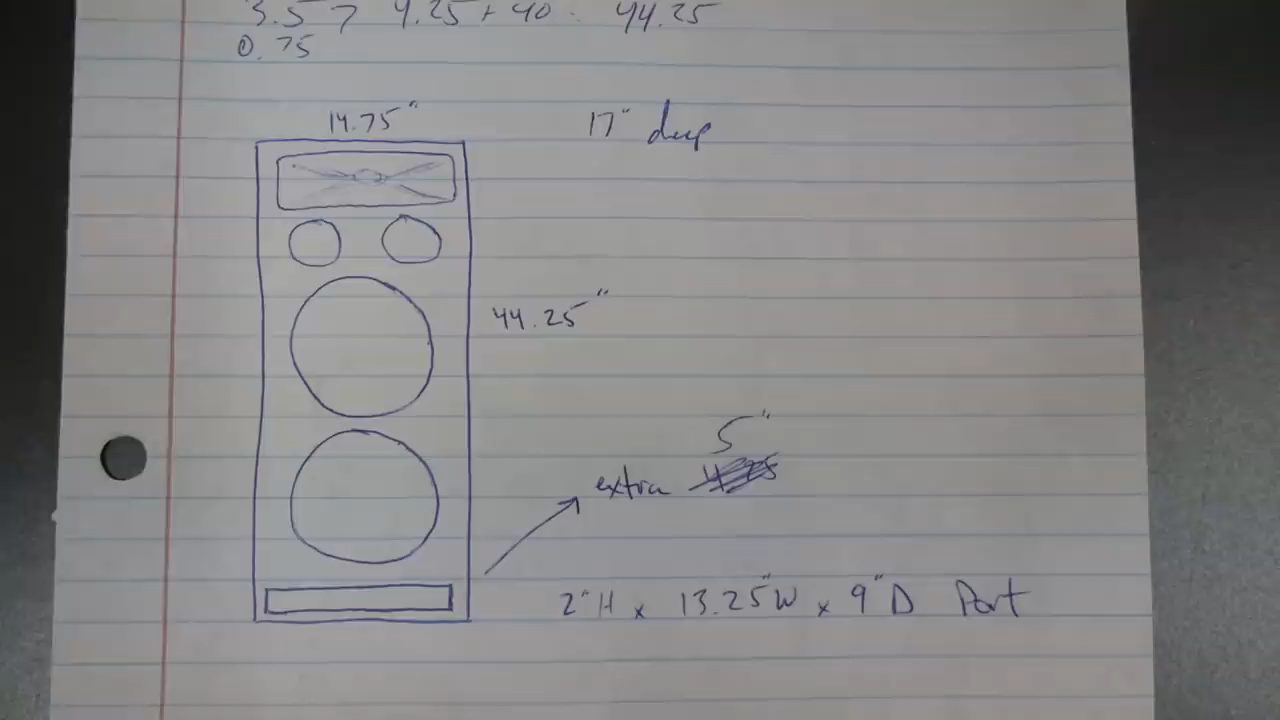 3.5 > 4.25 + 40 = 44.25
0.75
14.75"
17" deep
44.25"
5"
extra
2"H x 13.25"W x 9"D Port